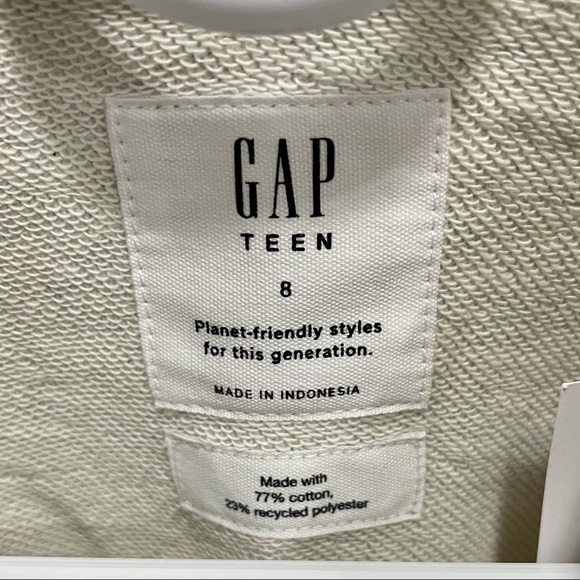 GAP
TEEN
8
Planet-friendly styles
for this generation.
MADE IN INDONESIA
Made with
77% cotton,
23% recycled polyester